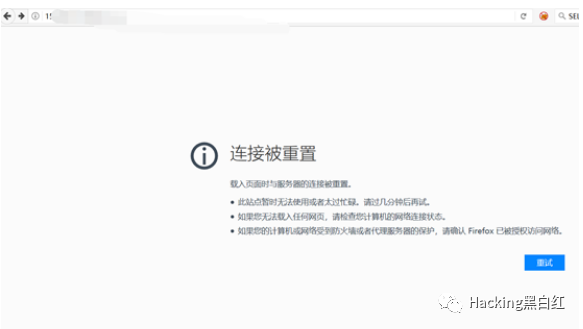 连接被重置
载入页面时与服务器的连接被重置。
此站点暂时无法使用或者太过忙碌。请过几分钟后再试。
如果您无法载入任何网页，请检查您计算机的网络连接状态。
如果您的计算机或网络受到防火墙或者代理服务器的保护，请确认 Firefox 已被授权访问网络。
重试
Hacking黑白红